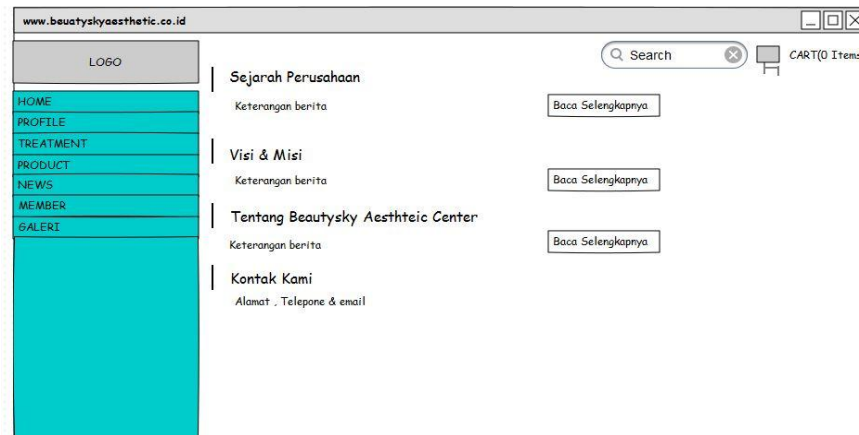 www.beuatyskyaesthetic.co.id
LOGO
Search
CART(0 Items
HOME
PROFILE
TREATMENT
PRODUCT
NEWS
MEMBER
GALERI
Sejarah Perusahaan
Keterangan berita
Baca Selengkapnya
Visi & Misi
Keterangan berita
Baca Selengkapnya
Tentang Beautysky Aesthteic Center
Keterangan berita
Baca Selengkapnya
Kontak Kami
Alamat , Telepone & email